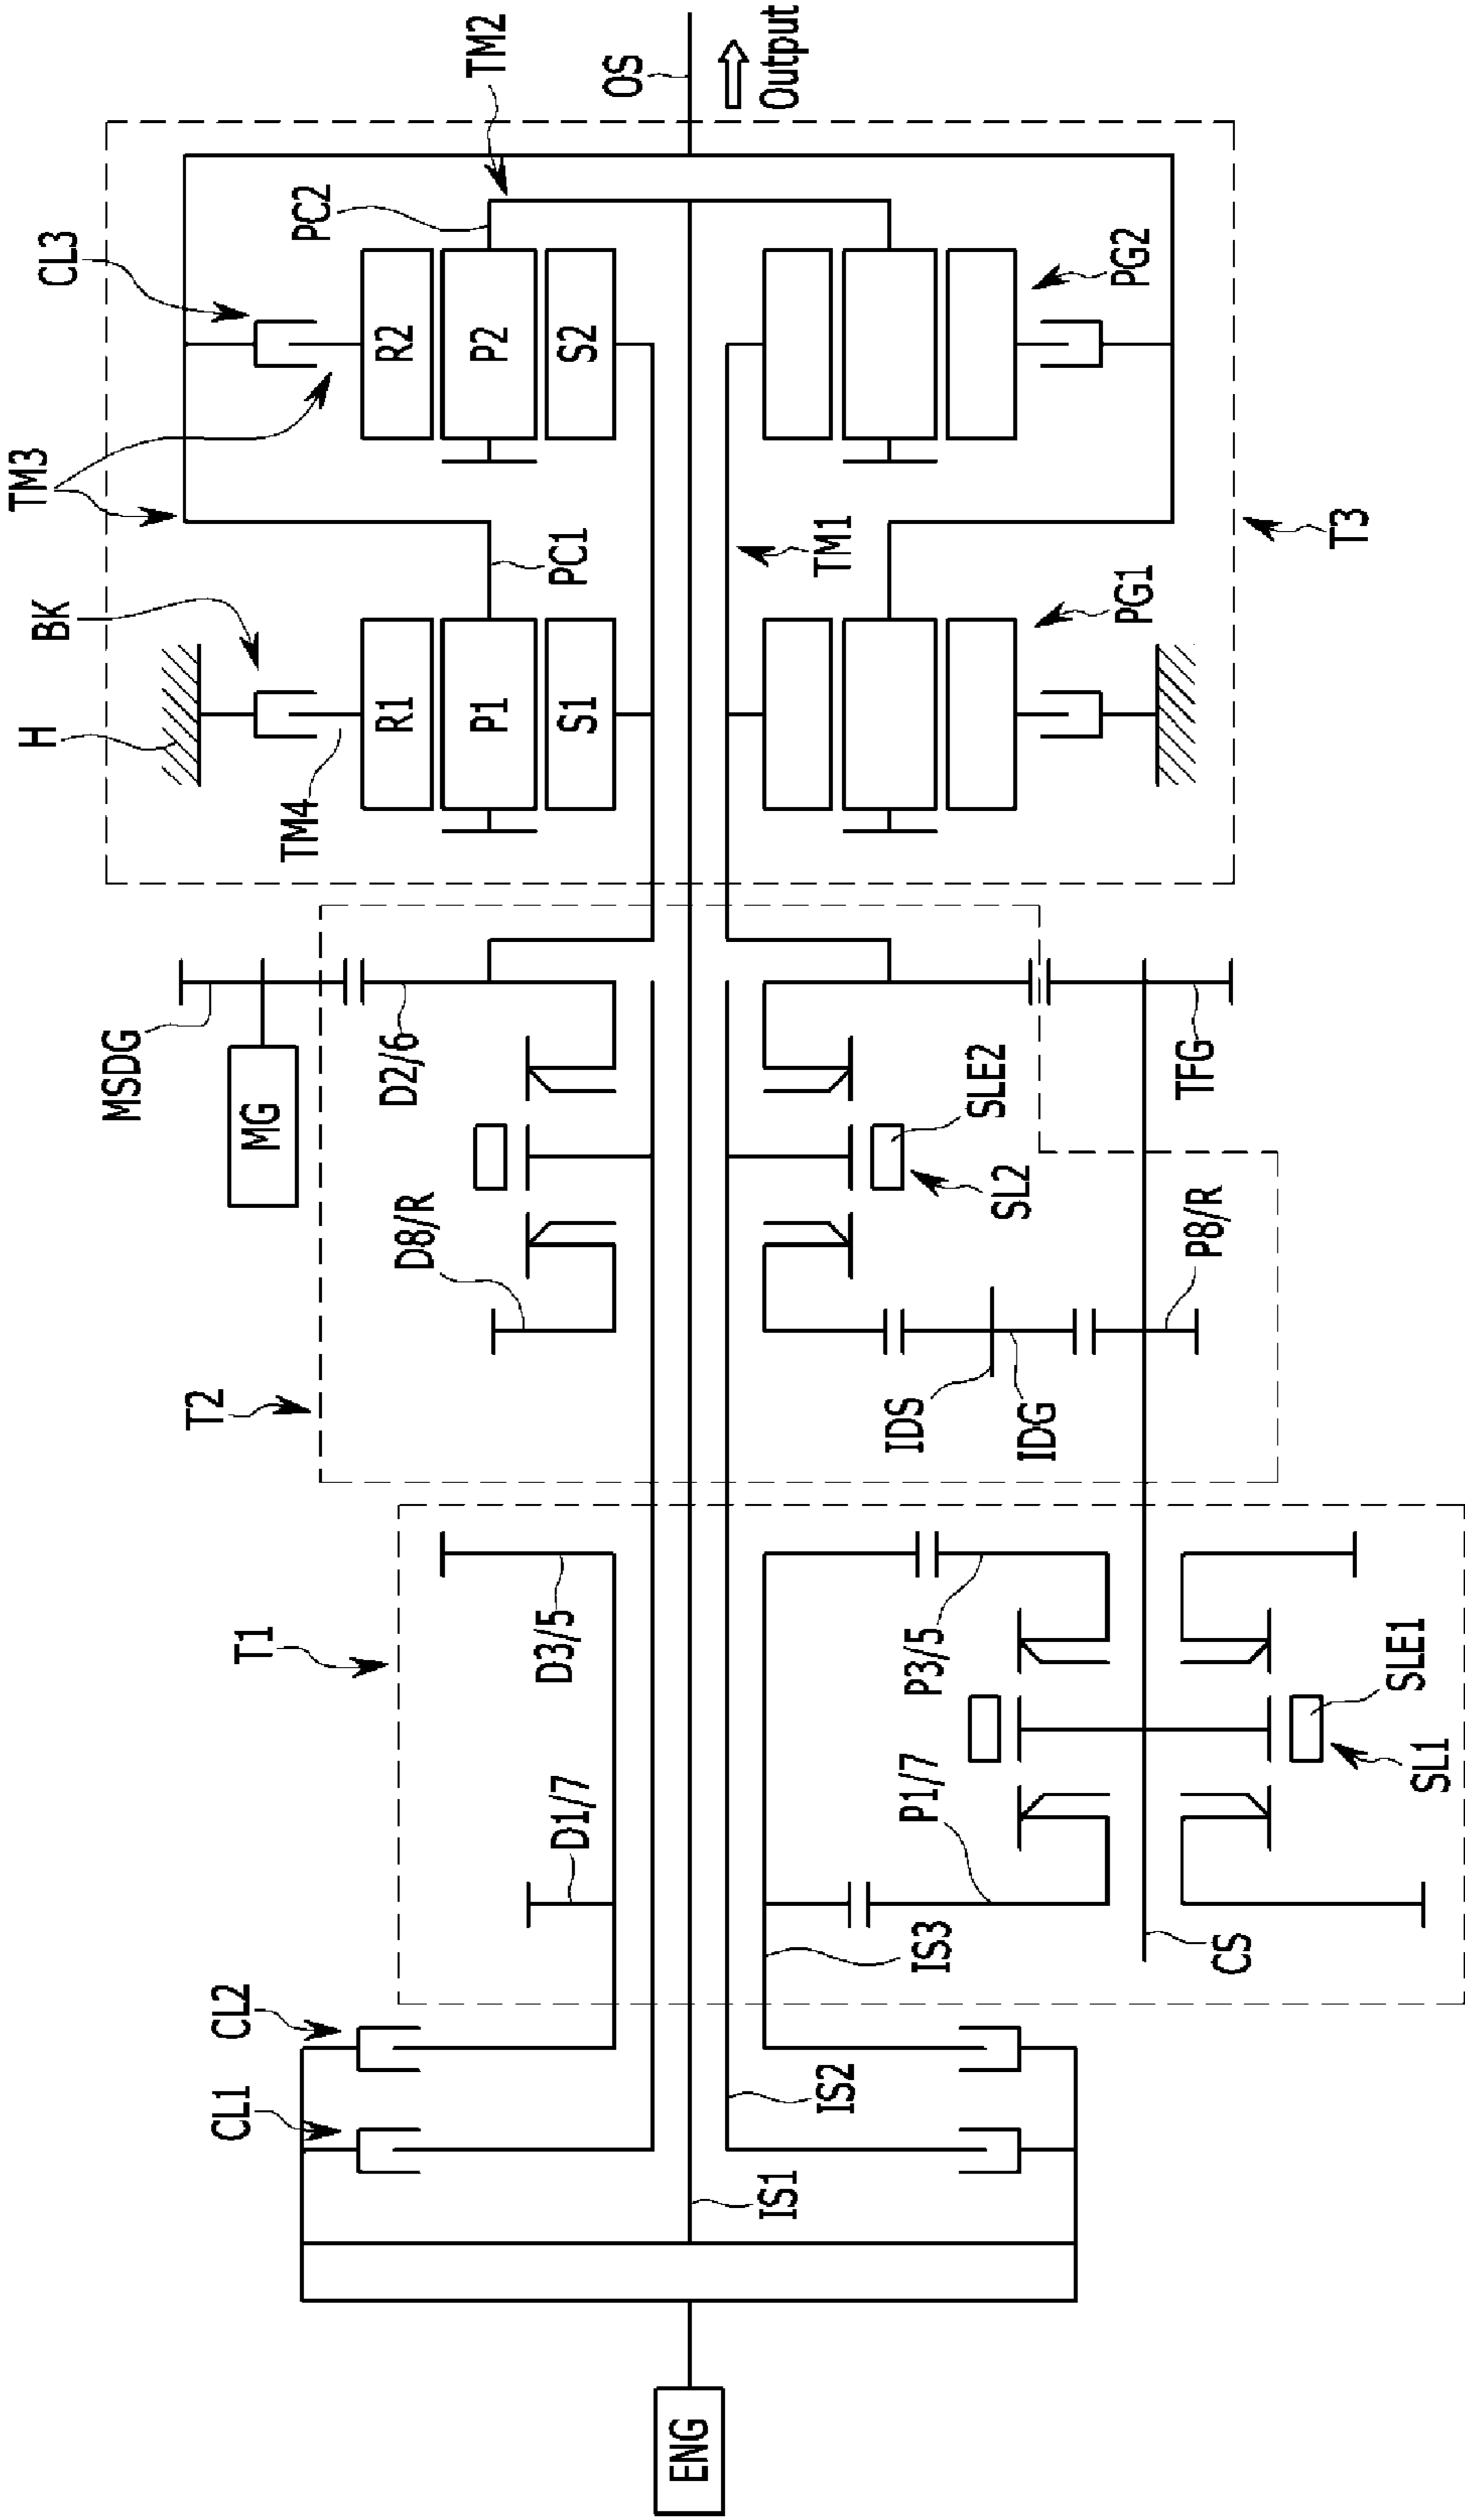 ENG
CL1
CL2
IS1
IS2
IS3
T1
D1/7
D3/5
P1/7
P3/5
CS
SL1
SLE1
T2
D8/R
D2/6
IDS
IDG
P8/R
SL2
SLE2
TFG
MG
MSDG
H
BK
TM4
R1
P1
S1
PG1
PC1
TM1
T3
TM3
CL3
R2
P2
S2
PG2
PC2
TM2
OS
Output